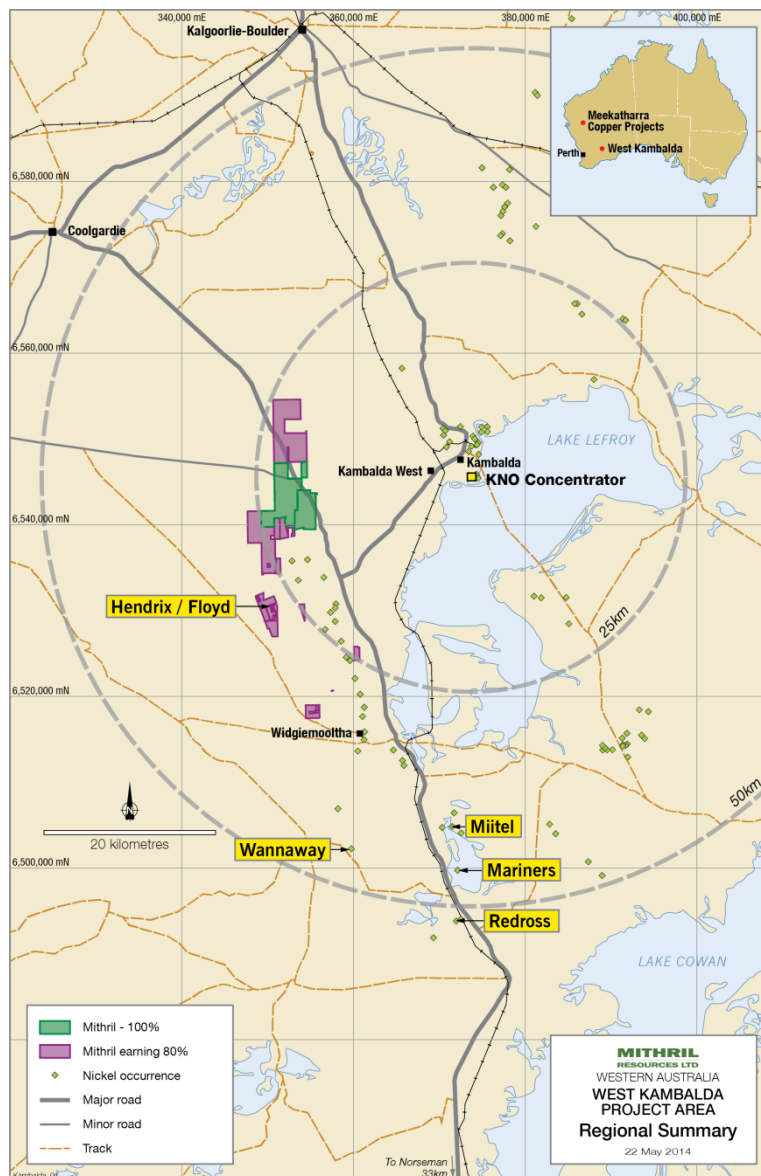 340,000 mE
360,000 mE
380,000 mE
400,000 mE
Kalgoorlie-Boulder
Meekatharra
Copper Projects
Perth
West Kambalda
6,580,000 mN
Coolgardie
6,560,000 mN
LAKE LEFROY
Kambalda West
Kambalda
KNO Concentrator
6,540,000 mN
Hendrix / Floyd
25km
6,520,000 mN
Widgiemooltha
50km
20 kilometres
Miitel
Wannaway
6,500,000 mN
Mariners
Redross
LAKE COWAN
Mithril - 100%
Mithril earning 80%
Nickel occurrence
Major road
Minor road
Track
MITHRIL
RESOURCES LTD
WESTERN AUSTRALIA
WEST KAMBALDA
PROJECT AREA
Regional Summary
22 May 2014
To Norseman
33km